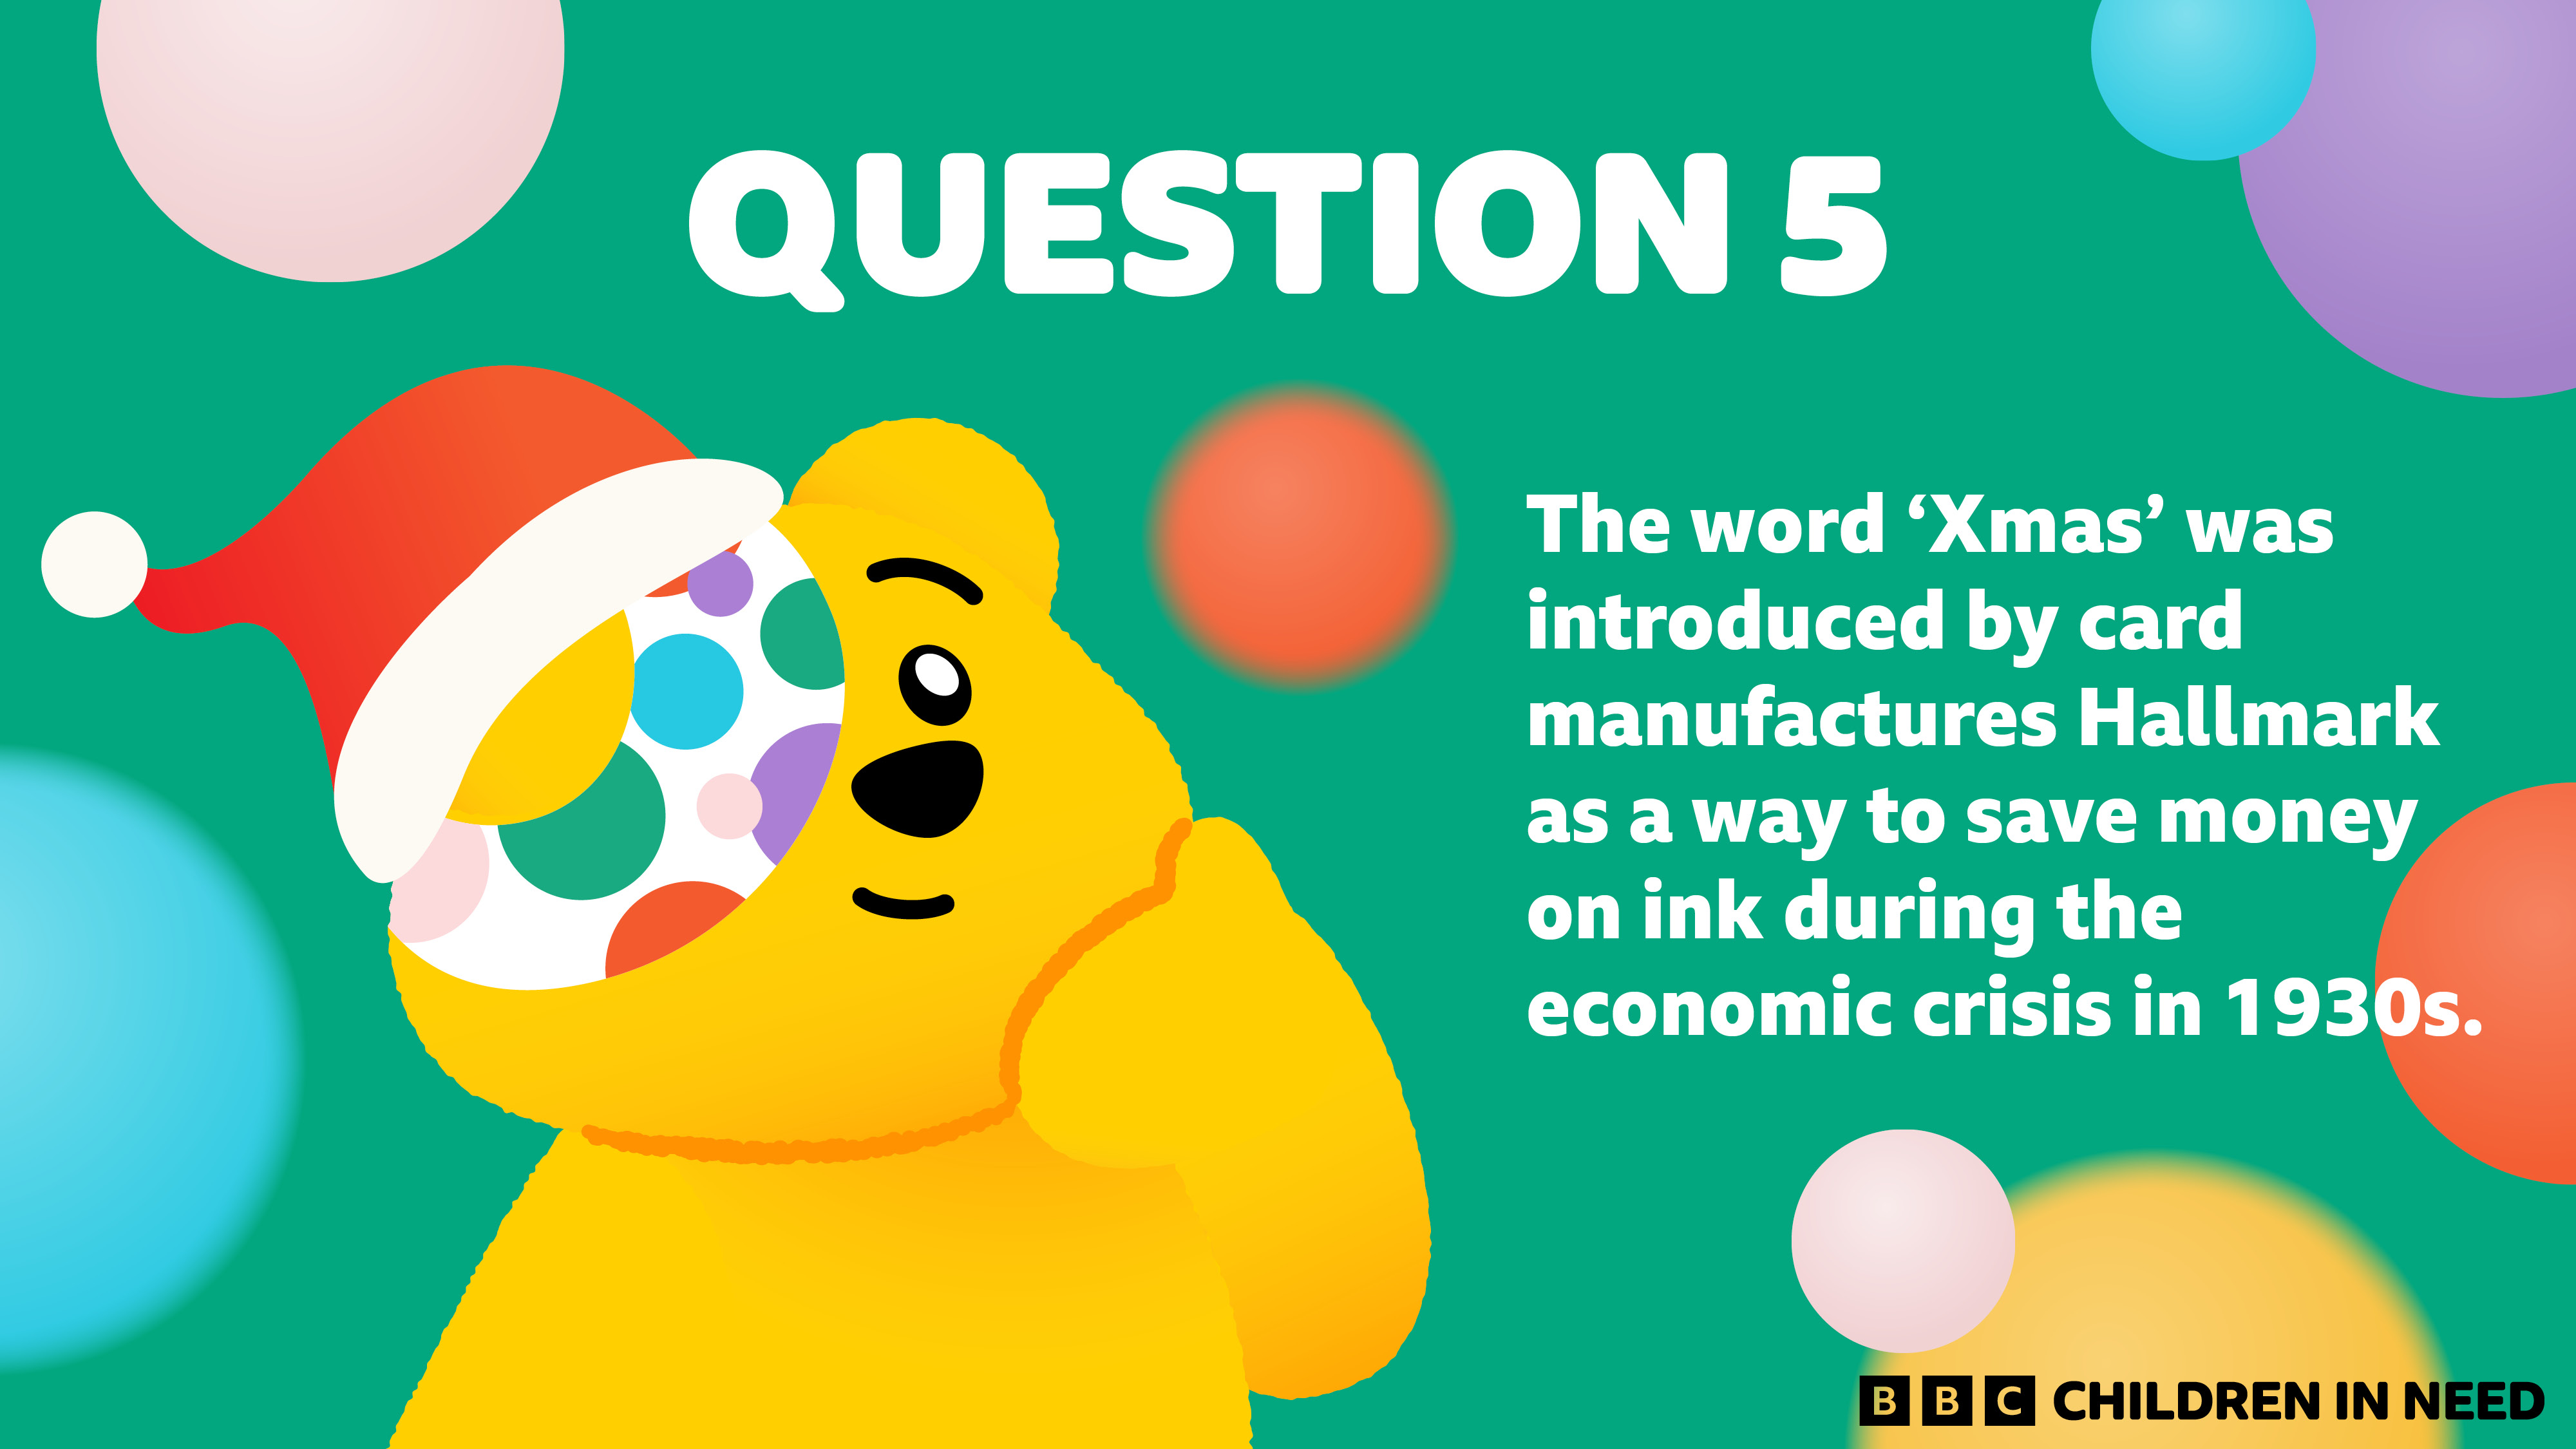 QUESTION 5
The word ‘Xmas’ was
introduced by card
manufactures Hallmark
as a way to save money
on ink during the
economic crisis in 1930s.
BBC CHILDREN IN NEED